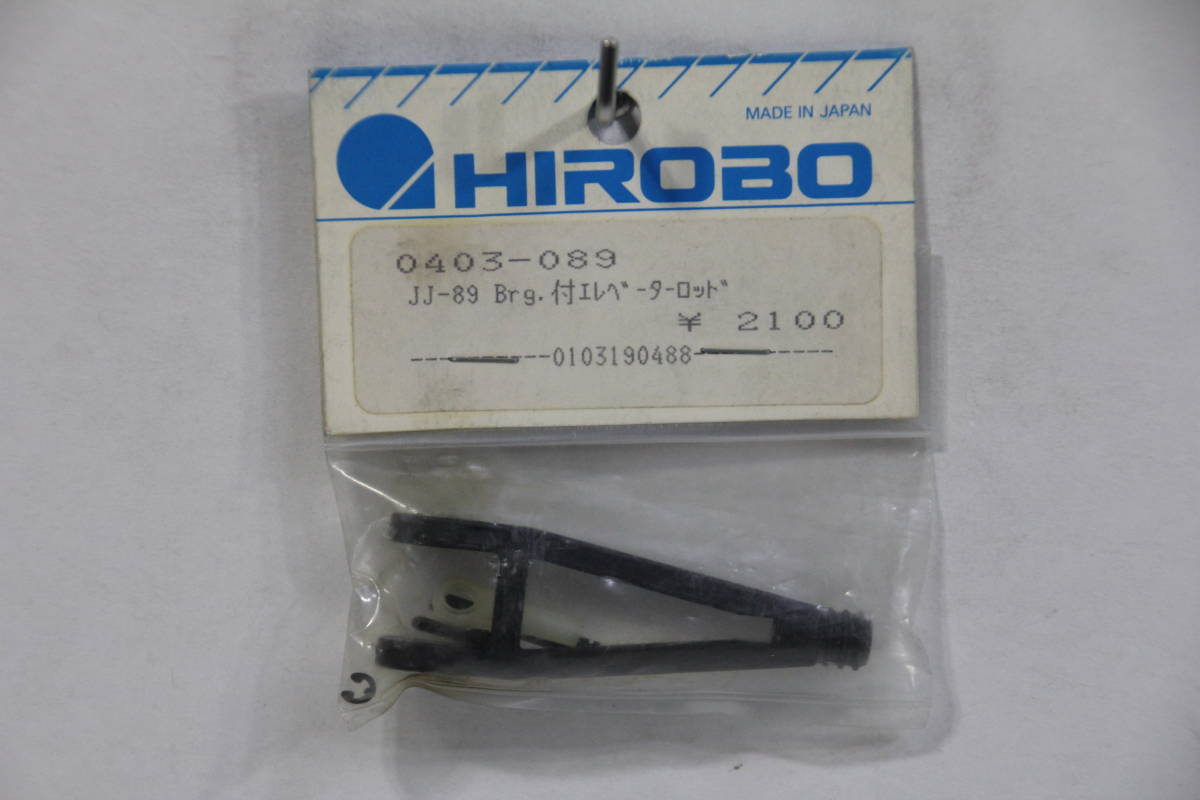 MADE IN JAPAN
HIROBO
0403-089
JJ-89 Brg.付ｴﾚﾍﾞｰﾀｰﾛｯﾄﾞ
¥ 2100
-----------0103190488-----------